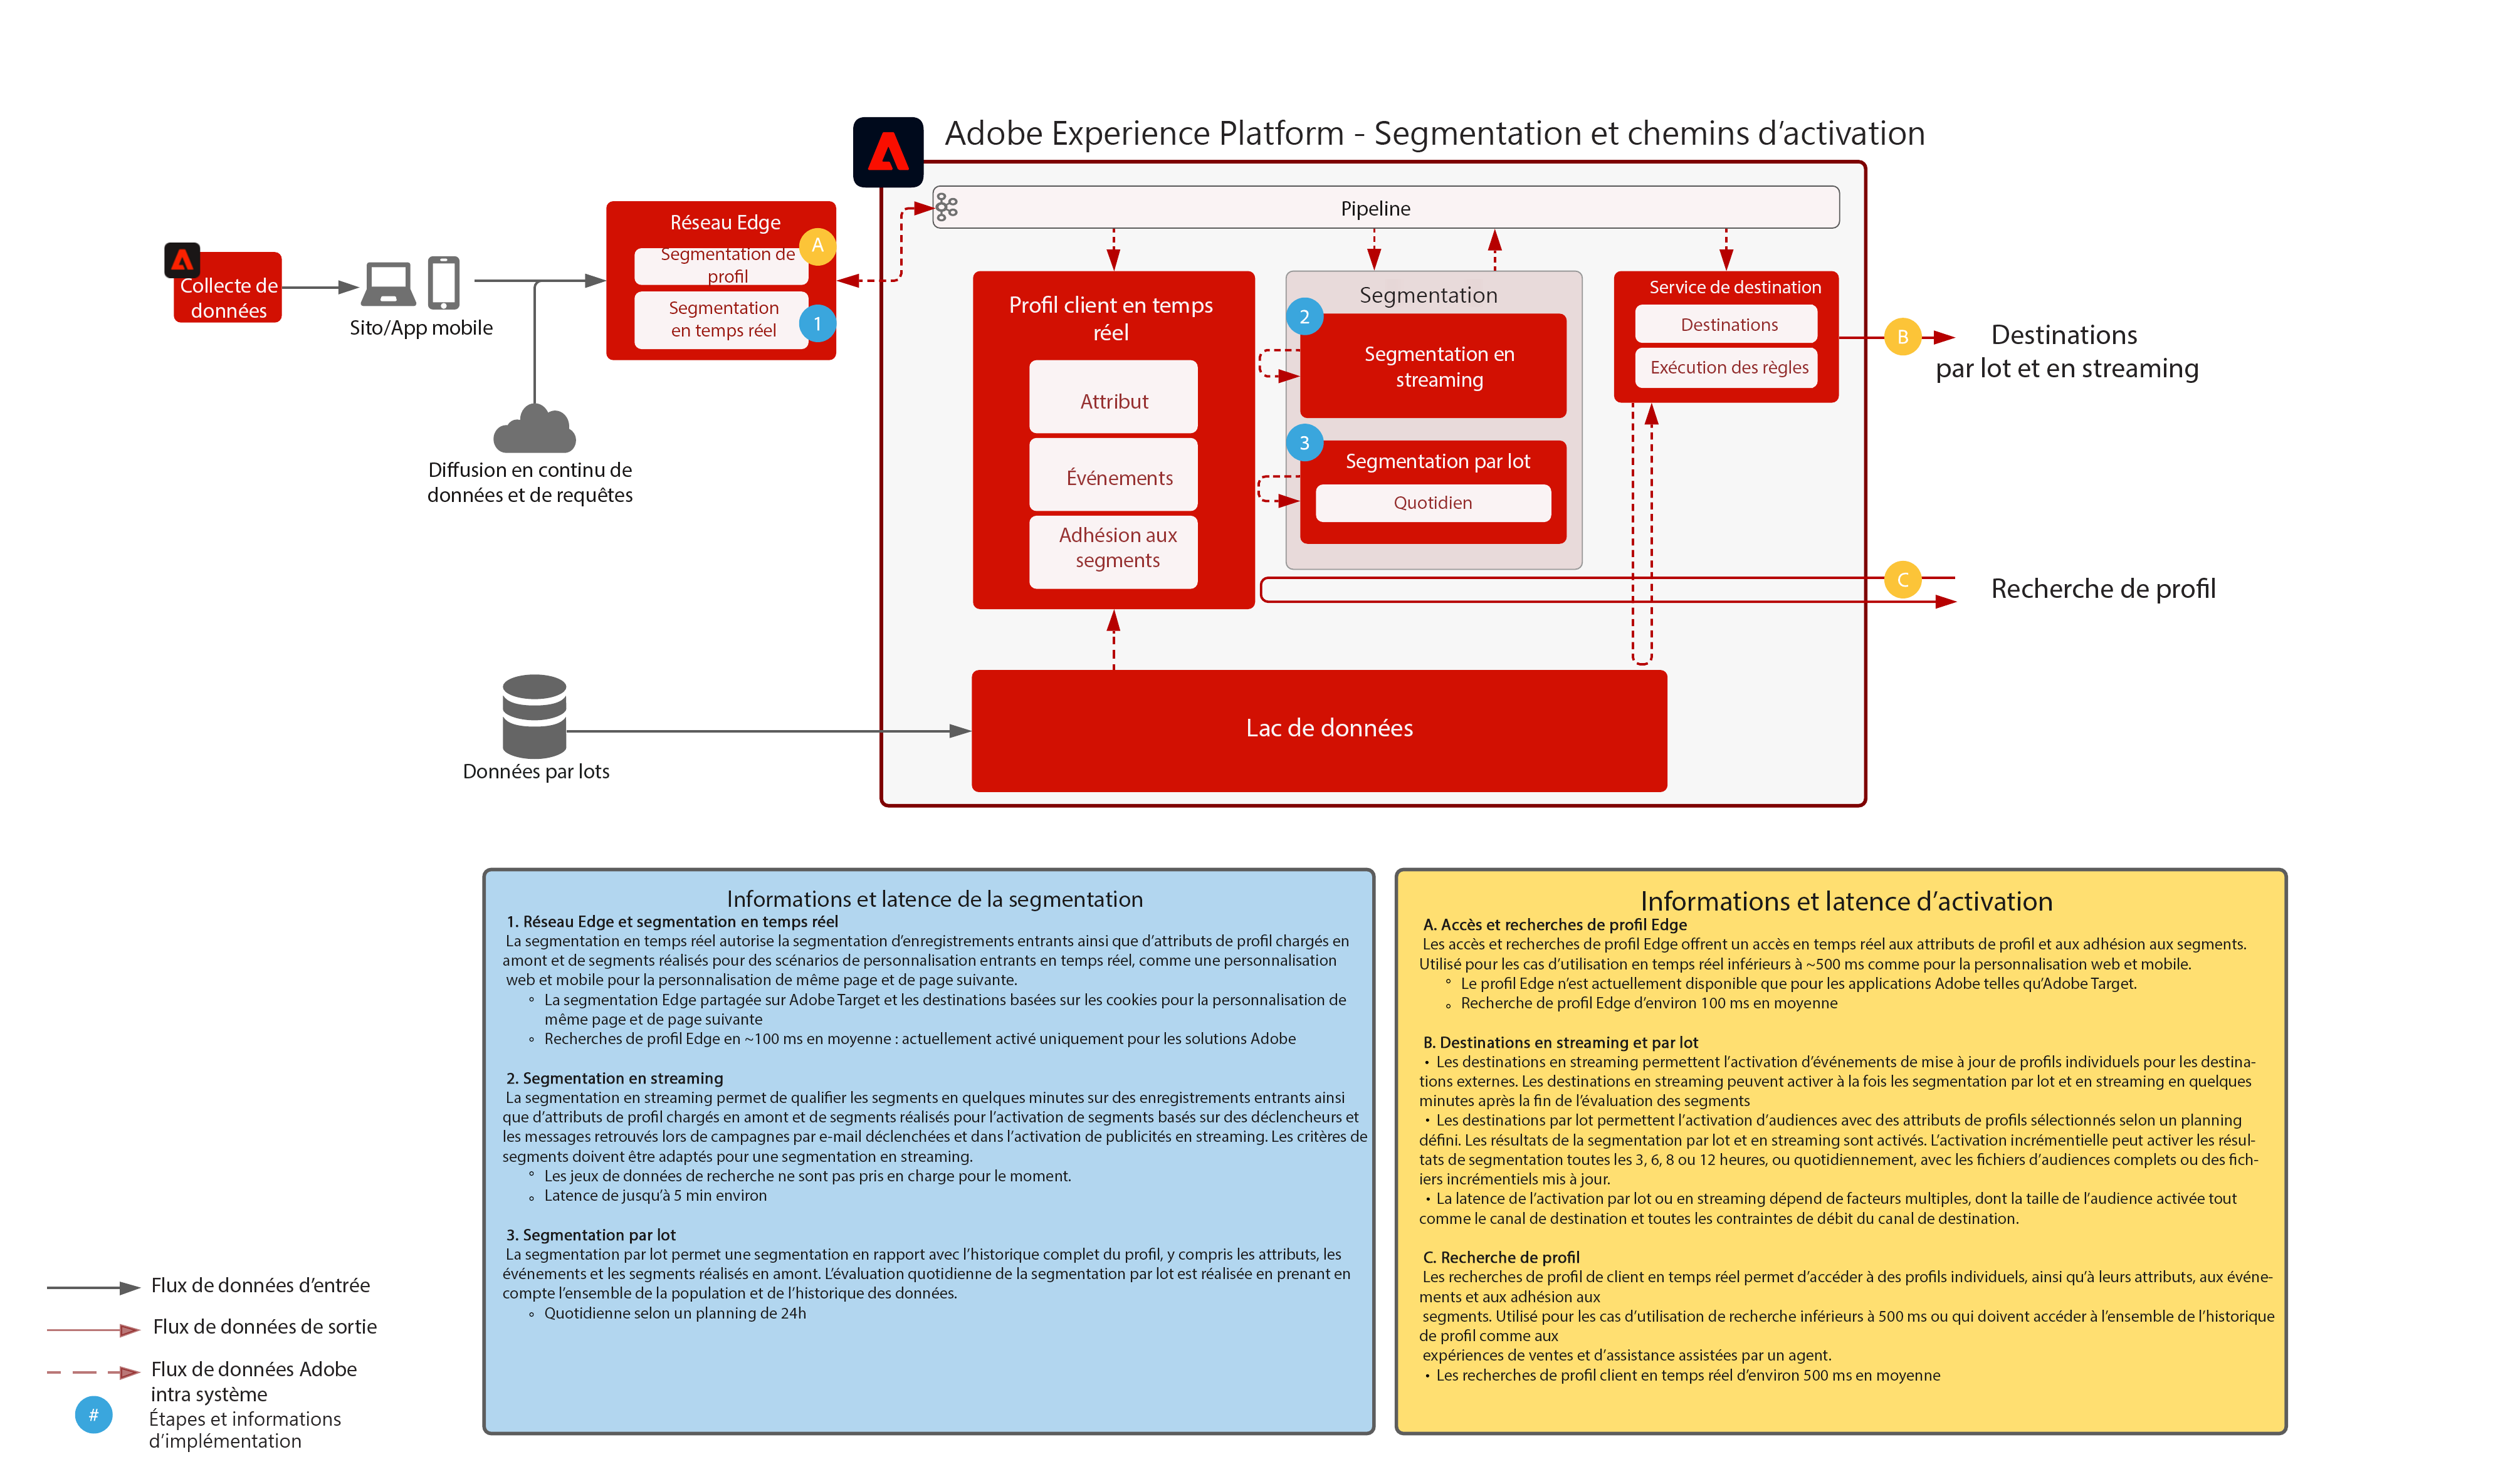 Adobe Experience Platform - Segmentation et chemins d’activation
Pipeline
Réseau Edge
Segmentation de
profil
A
Segmentation
en temps réel
1
Collecte de
données
Sito/App mobile
Diffusion en continu de
données et de requêtes
Profil client en temps
réel
Attribut
Événements
Adhésion aux
segments
Segmentation
2
Segmentation en
streaming
3
Segmentation par lot
Quotidien
Service de destination
Destinations
Exécution des règles
B
Destinations
par lot et en streaming
C
Recherche de profil
Lac de données
Données par lots
Informations et latence de la segmentation
1. Réseau Edge et segmentation en temps réel
La segmentation en temps réel autorise la segmentation d’enregistrements entrants ainsi que d’attributs de profil chargés en
amont et de segments réalisés pour des scénarios de personnalisation entrants en temps réel, comme une personnalisation
web et mobile pour la personnalisation de même page et de page suivante.
° La segmentation Edge partagée sur Adobe Target et les destinations basées sur les cookies pour la personnalisation de
même page et de page suivante
° Recherches de profil Edge en ~100 ms en moyenne : actuellement activé uniquement pour les solutions Adobe
2. Segmentation en streaming
La segmentation en streaming permet de qualifier les segments en quelques minutes sur des enregistrements entrants ainsi
que d’attributs de profil chargés en amont et de segments réalisés pour l’activation de segments basés sur des déclencheurs et
les messages retrouvés lors de campagnes par e-mail déclenchées et dans l’activation de publicités en streaming. Les critères de
segments doivent être adaptés pour une segmentation en streaming.
° Les jeux de données de recherche ne sont pas pris en charge pour le moment.
° Latence de jusqu’à 5 min environ
3. Segmentation par lot
La segmentation par lot permet une segmentation en rapport avec l’historique complet du profil, y compris les attributs, les
événements et les segments réalisés en amont. L’évaluation quotidienne de la segmentation par lot est réalisée en prenant en
compte l’ensemble de la population et de l’historique des données.
° Quotidienne selon un planning de 24h
Informations et latence d’activation
A. Accès et recherches de profil Edge
Les accès et recherches de profil Edge offrent un accès en temps réel aux attributs de profil et aux adhésion aux segments.
Utilisé pour les cas d’utilisation en temps réel inférieurs à ~500 ms comme pour la personnalisation web et mobile.
° Le profil Edge n’est actuellement disponible que pour les applications Adobe telles qu’Adobe Target.
° Recherche de profil Edge d’environ 100 ms en moyenne
B. Destinations en streaming et par lot
• Les destinations en streaming permettent l’activation d’événements de mise à jour de profils individuels pour les destina-
tions externes. Les destinations en streaming peuvent activer à la fois les segmentation par lot et en streaming en quelques
minutes après la fin de l’évaluation des segments
• Les destinations par lot permettent l’activation d’audiences avec des attributs de profils sélectionnés selon un planning
défini. Les résultats de la segmentation par lot et en streaming sont activés. L’activation incrémentielle peut activer les résul-
tats de segmentation toutes les 3, 6, 8 ou 12 heures, ou quotidiennement, avec les fichiers d’audiences complets ou des fich-
iers incrémentiels mis à jour.
• La latence de l’activation par lot ou en streaming dépend de facteurs multiples, dont la taille de l’audience activée tout
comme le canal de destination et toutes les contraintes de débit du canal de destination.
C. Recherche de profil
Les recherches de profil de client en temps réel permet d’accéder à des profils individuels, ainsi qu’à leurs attributs, aux événe-
ments et aux adhésion aux
segments. Utilisé pour les cas d’utilisation de recherche inférieurs à 500 ms ou qui doivent accéder à l’ensemble de l’historique
de profil comme aux
expériences de ventes et d’assistance assistées par un agent.
• Les recherches de profil client en temps réel d’environ 500 ms en moyenne
Flux de données d’entrée
Flux de données de sortie
Flux de données Adobe
intra système
#
Étapes et informations
d’implémentation